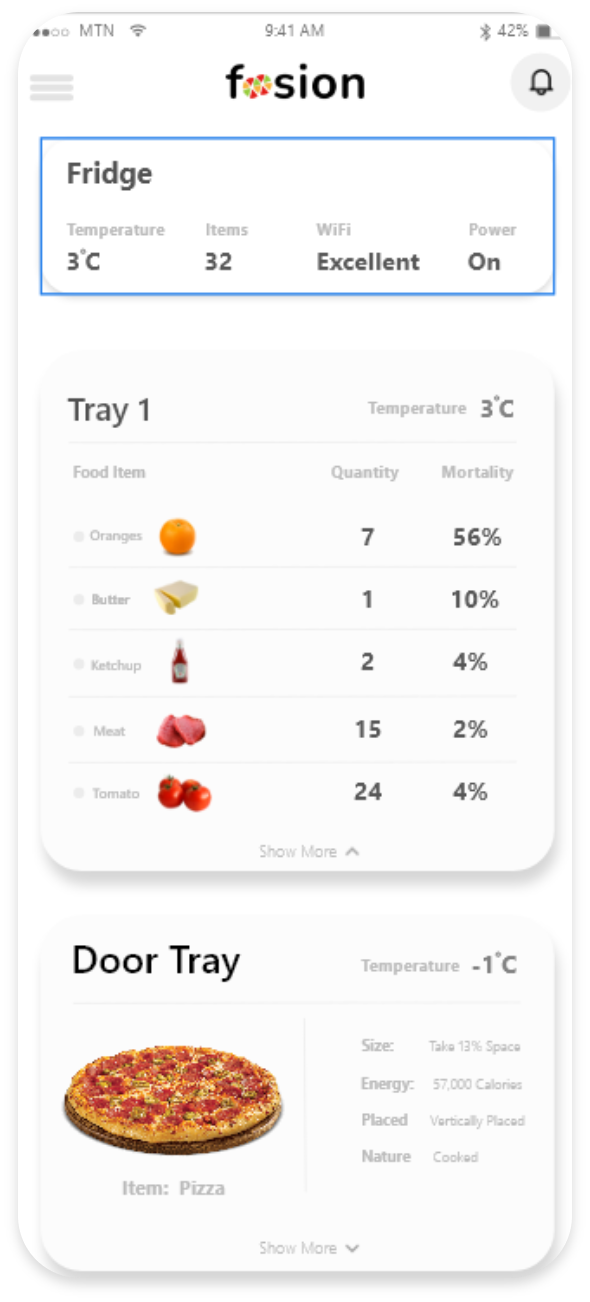 MTN 9:41 AM 42%
fosion
Fridge
Temperature Items WiFi Power
3°C 32 Excellent On
Tray 1 Temperature 3°C
Food Item Quantity Mortality
Oranges 7 56%
Butter 1 10%
Ketchup 2 4%
Meat 15 2%
Tomato 24 4%
Show More
Door Tray Temperature -1°C
Size: Take 13% Space
Energy: 57,000 Calories
Placed Vertically Placed
Nature Cooked
Item: Pizza
Show More